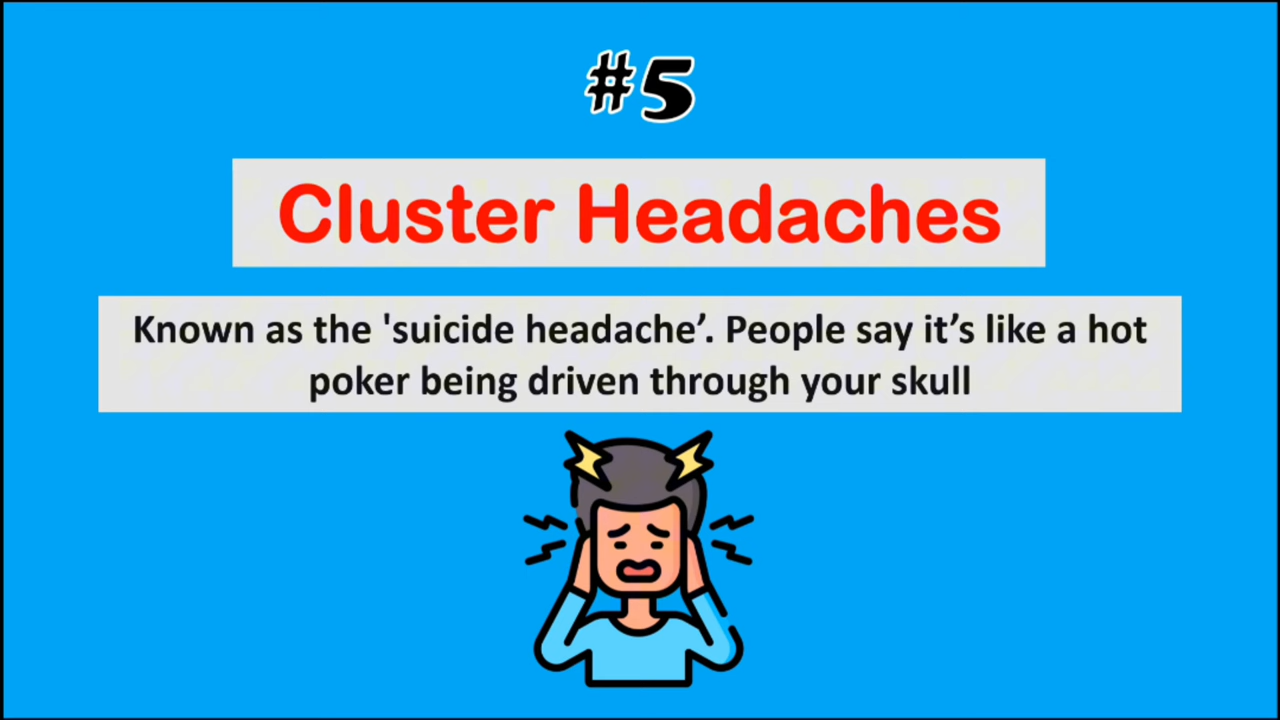 #5
Cluster Headaches
Known as the 'suicide headache’. People say it’s like a hot
poker being driven through your skull